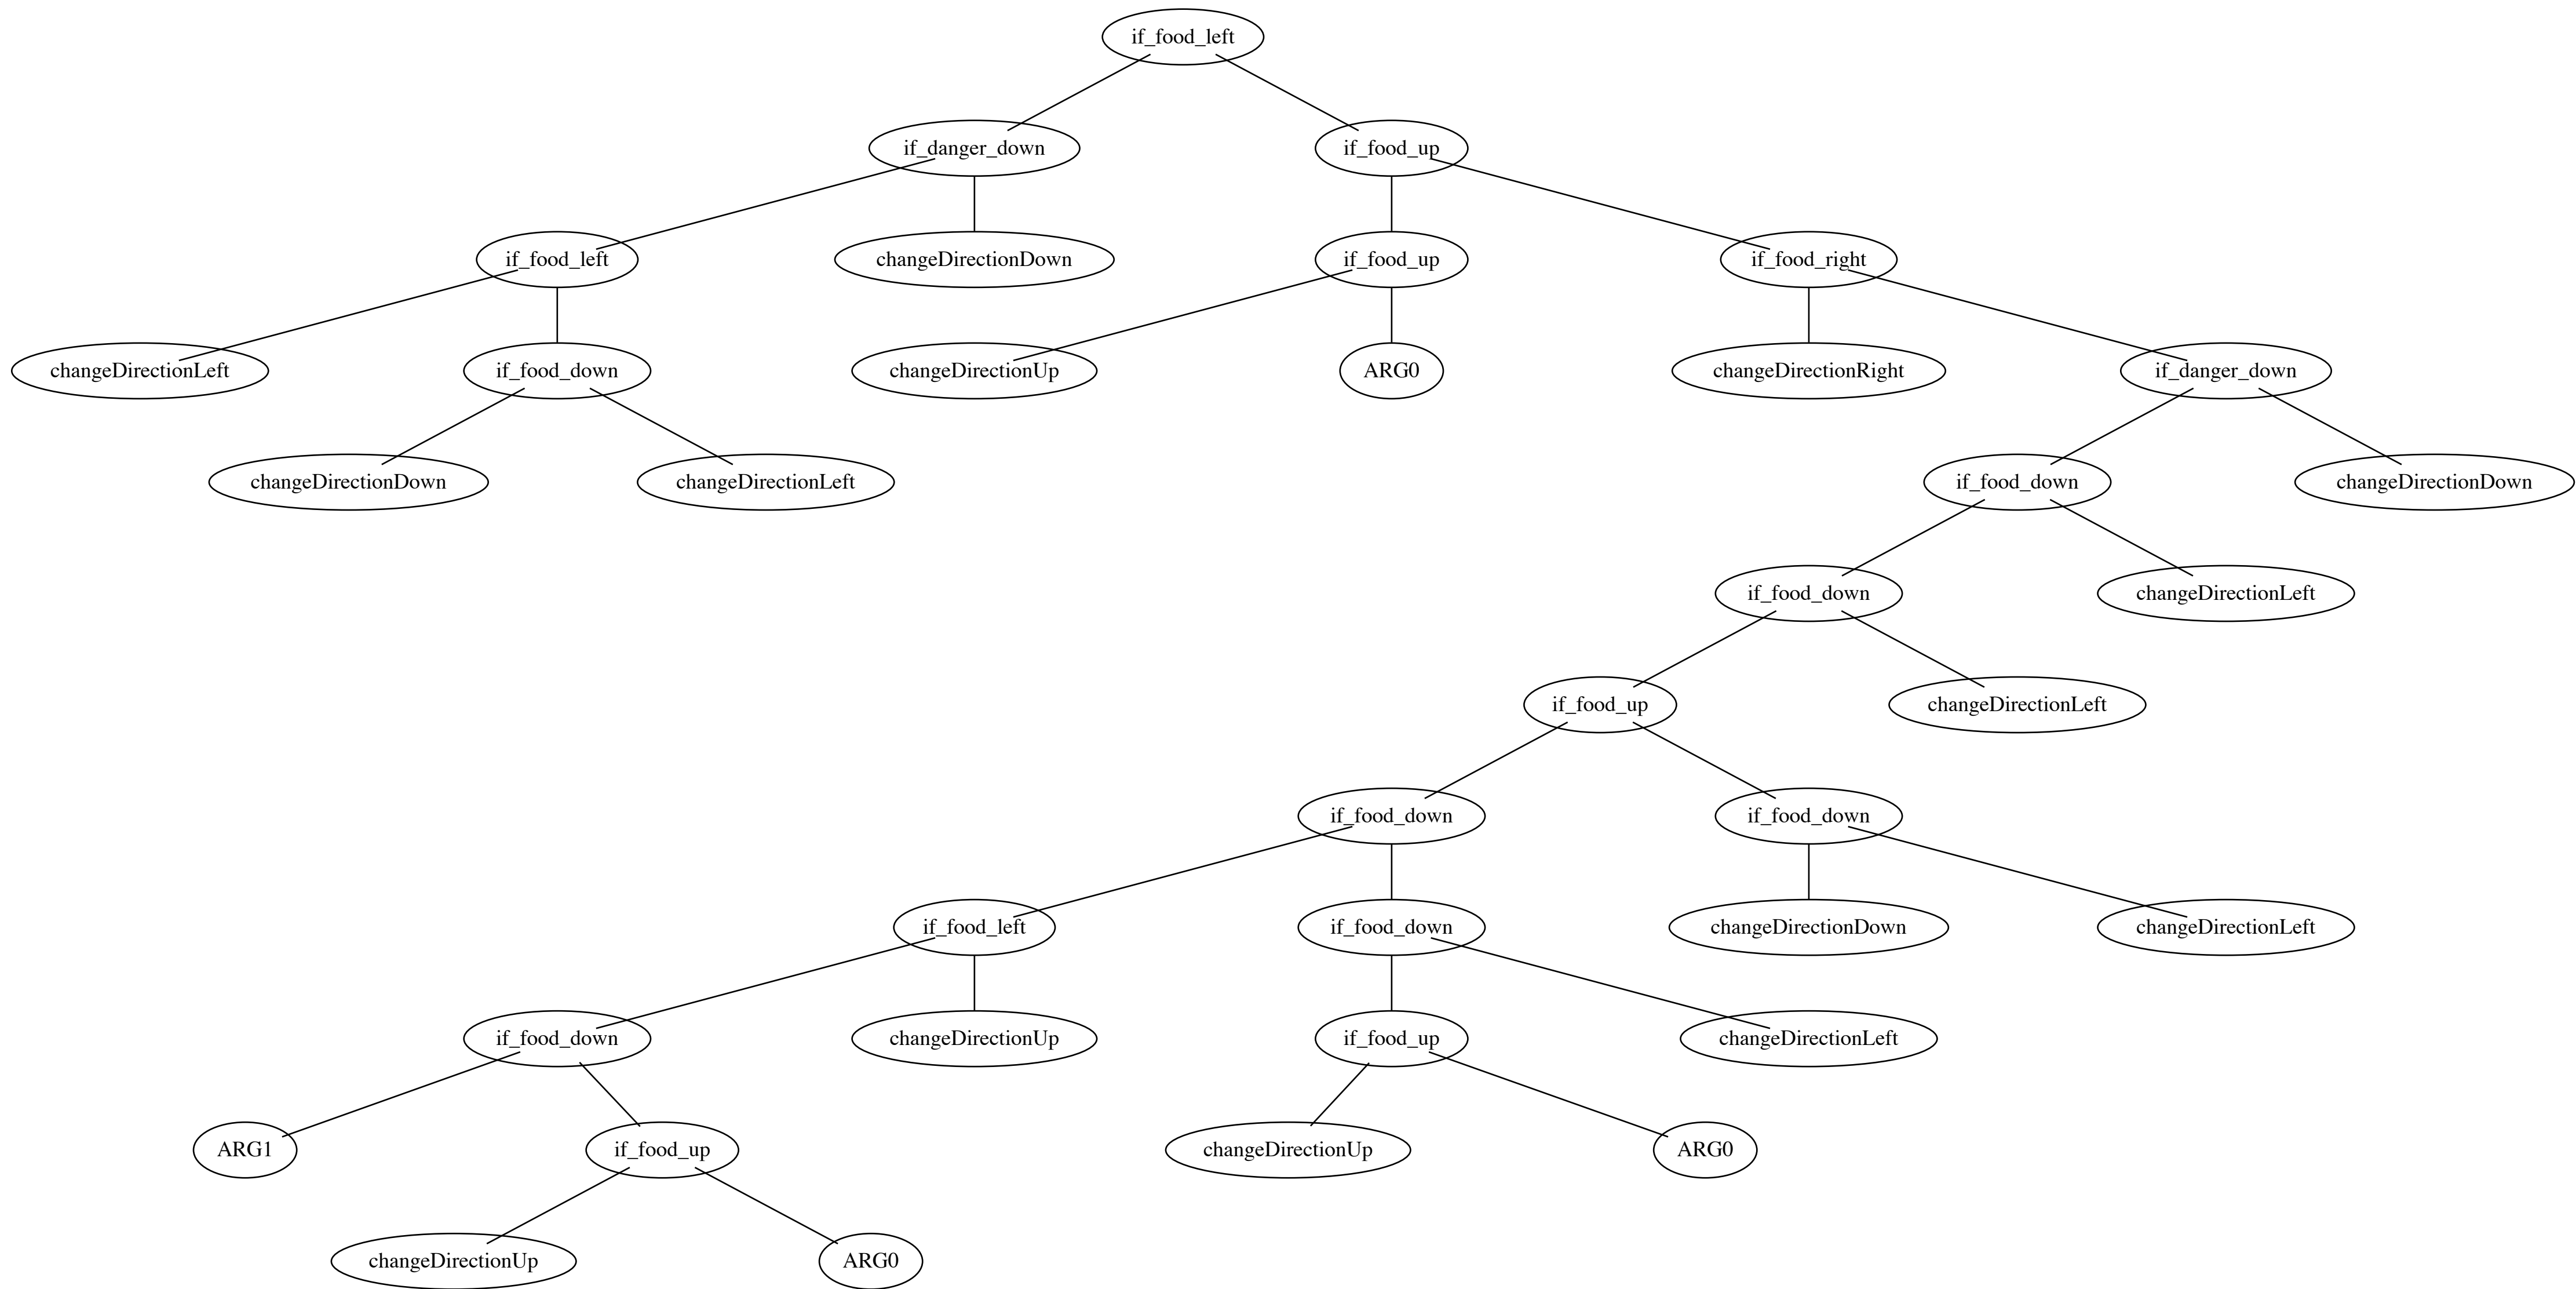 if_food_left
if_danger_down
if_food_up
if_food_left
changeDirectionDown
if_food_up
if_food_right
changeDirectionLeft
if_food_down
changeDirectionUp
ARG0
changeDirectionRight
if_danger_down
changeDirectionDown
changeDirectionLeft
if_food_down
changeDirectionDown
if_food_down
changeDirectionLeft
if_food_up
changeDirectionLeft
if_food_down
if_food_down
if_food_left
if_food_down
changeDirectionDown
changeDirectionLeft
if_food_down
changeDirectionUp
if_food_up
changeDirectionLeft
ARG1
if_food_up
changeDirectionUp
ARG0
changeDirectionUp
ARG0